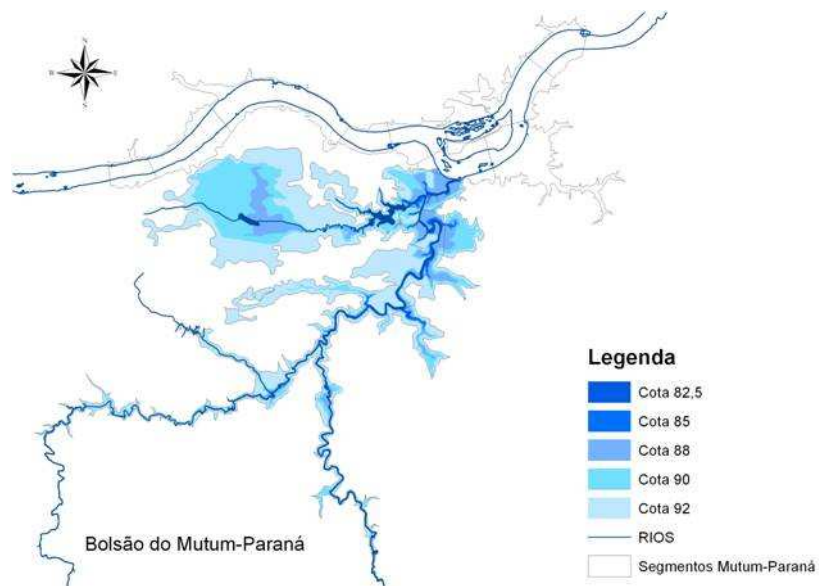 N
W
E
S
Legenda
Cota 82,5
Cota 85
Cota 88
Cota 90
Cota 92
RIOS
Segmentos Mutum-Paraná
Bolsão do Mutum-Paraná